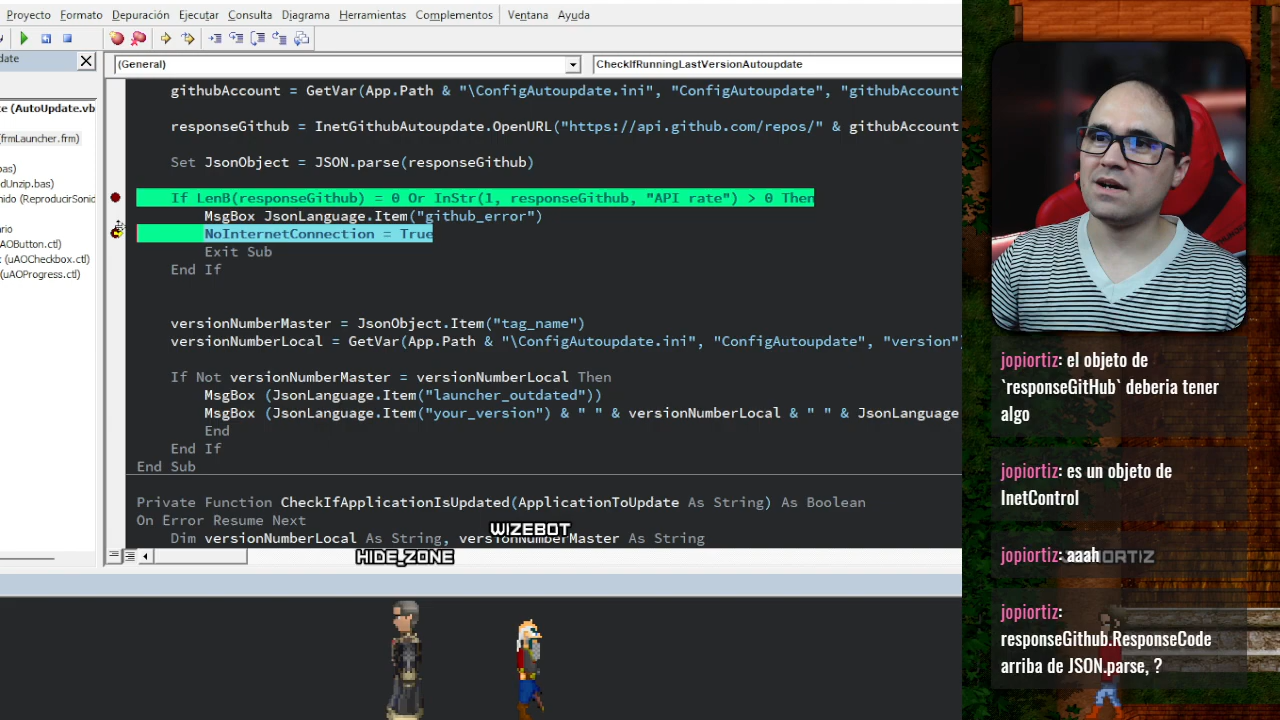 Proyecto Formato Depuración Ejecutar Consulta Diagrama Herramientas Complementos Ventana Ayuda
date
(General) CheckIfRunningLastVersionAutoupdate
te (AutoUpdate.vb
(frmLauncher.frm)
bas)
dUnzip.bas)
nido (ReproducirSonid
ario
uAOButton.ctl)
x (uAOCheckbox.ctl)
(uAOProgress.ctl)
githubAccount = GetVar(App.Path & "\ConfigAutoupdate.ini", "ConfigAutoupdate", "githubAccount"
responseGithub = InetGithubAutoupdate.OpenURL("https://api.github.com/repos/" & githubAccount
Set JsonObject = JSON.parse(responseGithub)
If LenB(responseGithub) = 0 Or InStr(1, responseGithub, "API rate") > 0 Then
MsgBox JsonLanguage.Item("github_error")
NoInternetConnection = True
Exit Sub
End If
versionNumberMaster = JsonObject.Item("tag_name")
versionNumberLocal = GetVar(App.Path & "\ConfigAutoupdate.ini", "ConfigAutoupdate", "version")
If Not versionNumberMaster = versionNumberLocal Then
MsgBox (JsonLanguage.Item("launcher_outdated"))
MsgBox (JsonLanguage.Item("your_version") & " " & versionNumberLocal & " " & JsonLanguage
End
End If
End Sub
Private Function CheckIfApplicationIsUpdated(ApplicationToUpdate As String) As Boolean
On Error Resume Next
Dim versionNumberLocal As String, versionNumberMaster As String
WIZEBOT
HIDE_ZONE
jopiortiz: el objeto de
`responseGitHub` deberia tener
algo
jopiortiz: es un objeto de
InetControl
jopiortiz: aaah
jopiortiz:
responseGithub.ResponseCode
arriba de JSON.parse, ?